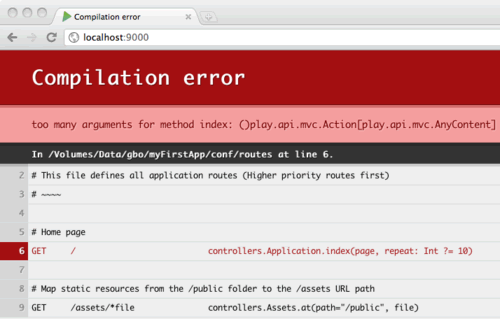 Compilation error
localhost:9000
Compilation error
too many arguments for method index: ()play.api.mvc.Action[play.api.mvc.AnyContent]
In /Volumes/Data/gbo/myFirstApp/conf/routes at line 6.
2 # This file defines all application routes (Higher priority routes first)
3 # ~~~~
4
5 # Home page
6 GET / controllers.Application.index(page, repeat: Int ?= 10)
7
8 # Map static resources from the /public folder to the /assets URL path
9 GET /assets/*file controllers.Assets.at(path="/public", file)